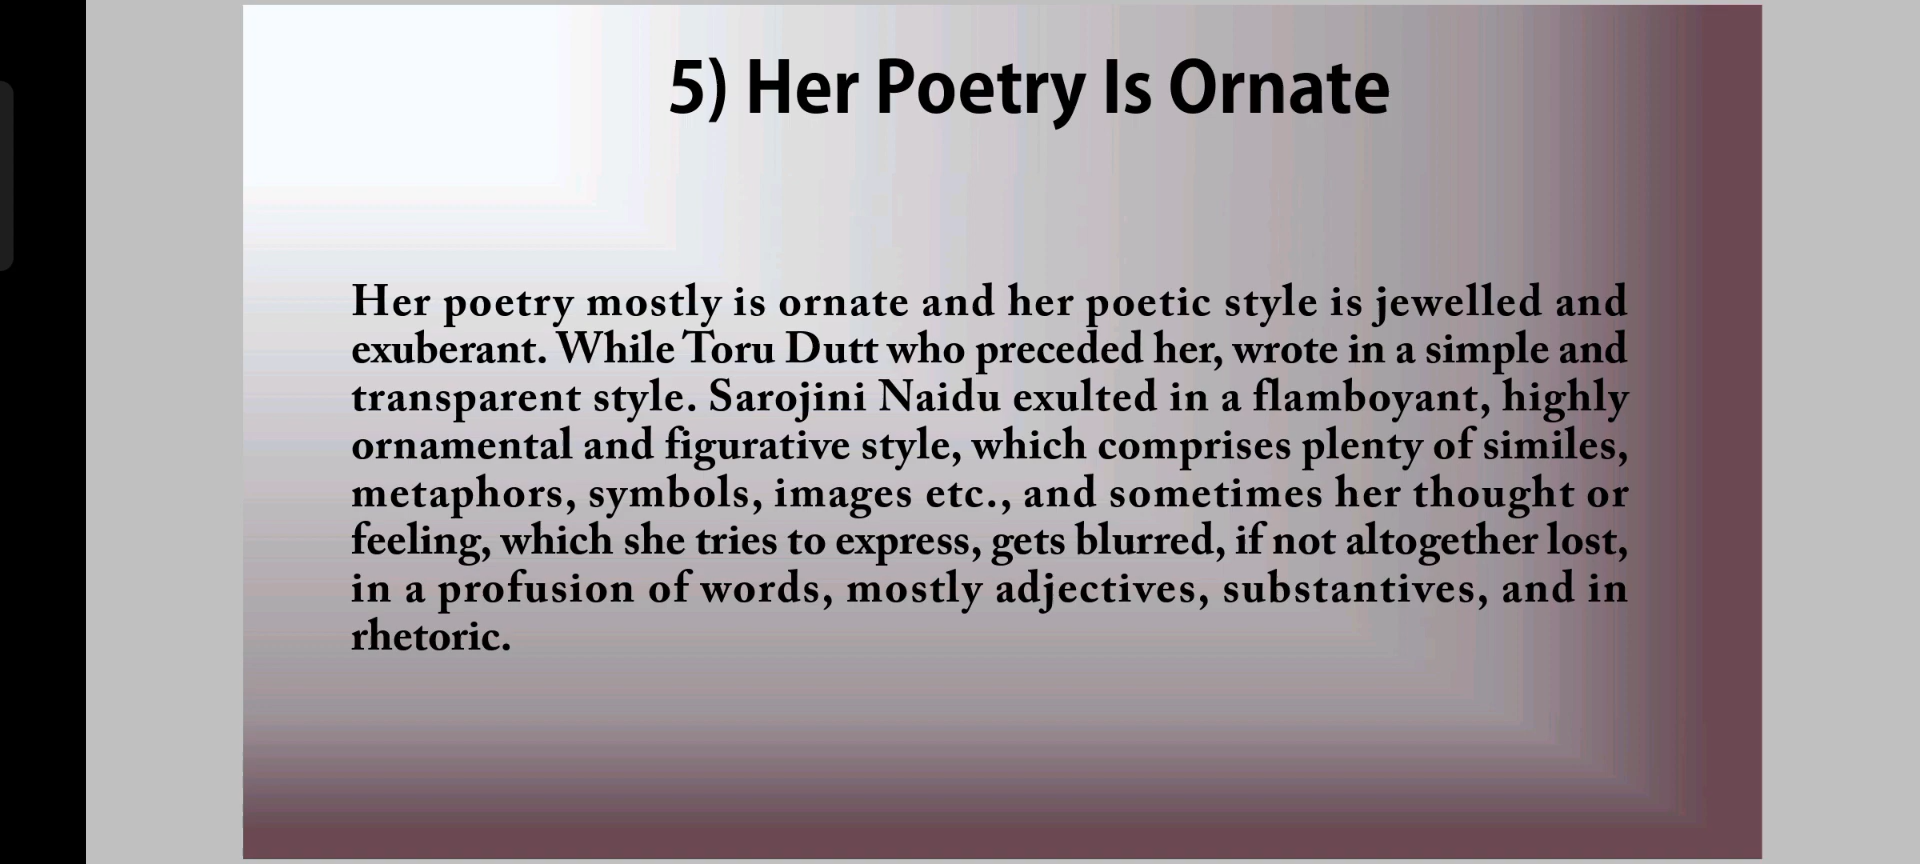 5) Her Poetry Is Ornate
Her poetry mostly is ornate and her poetic style is jewelled and
exuberant. While Toru Dutt who preceded her, wrote in a simple and
transparent style. Sarojini Naidu exulted in a flamboyant, highly
ornamental and figurative style, which comprises plenty of similes,
metaphors, symbols, images etc., and sometimes her thought or
feeling, which she tries to express, gets blurred, if not altogether lost,
in a profusion of words, mostly adjectives, substantives, and in
rhetoric.